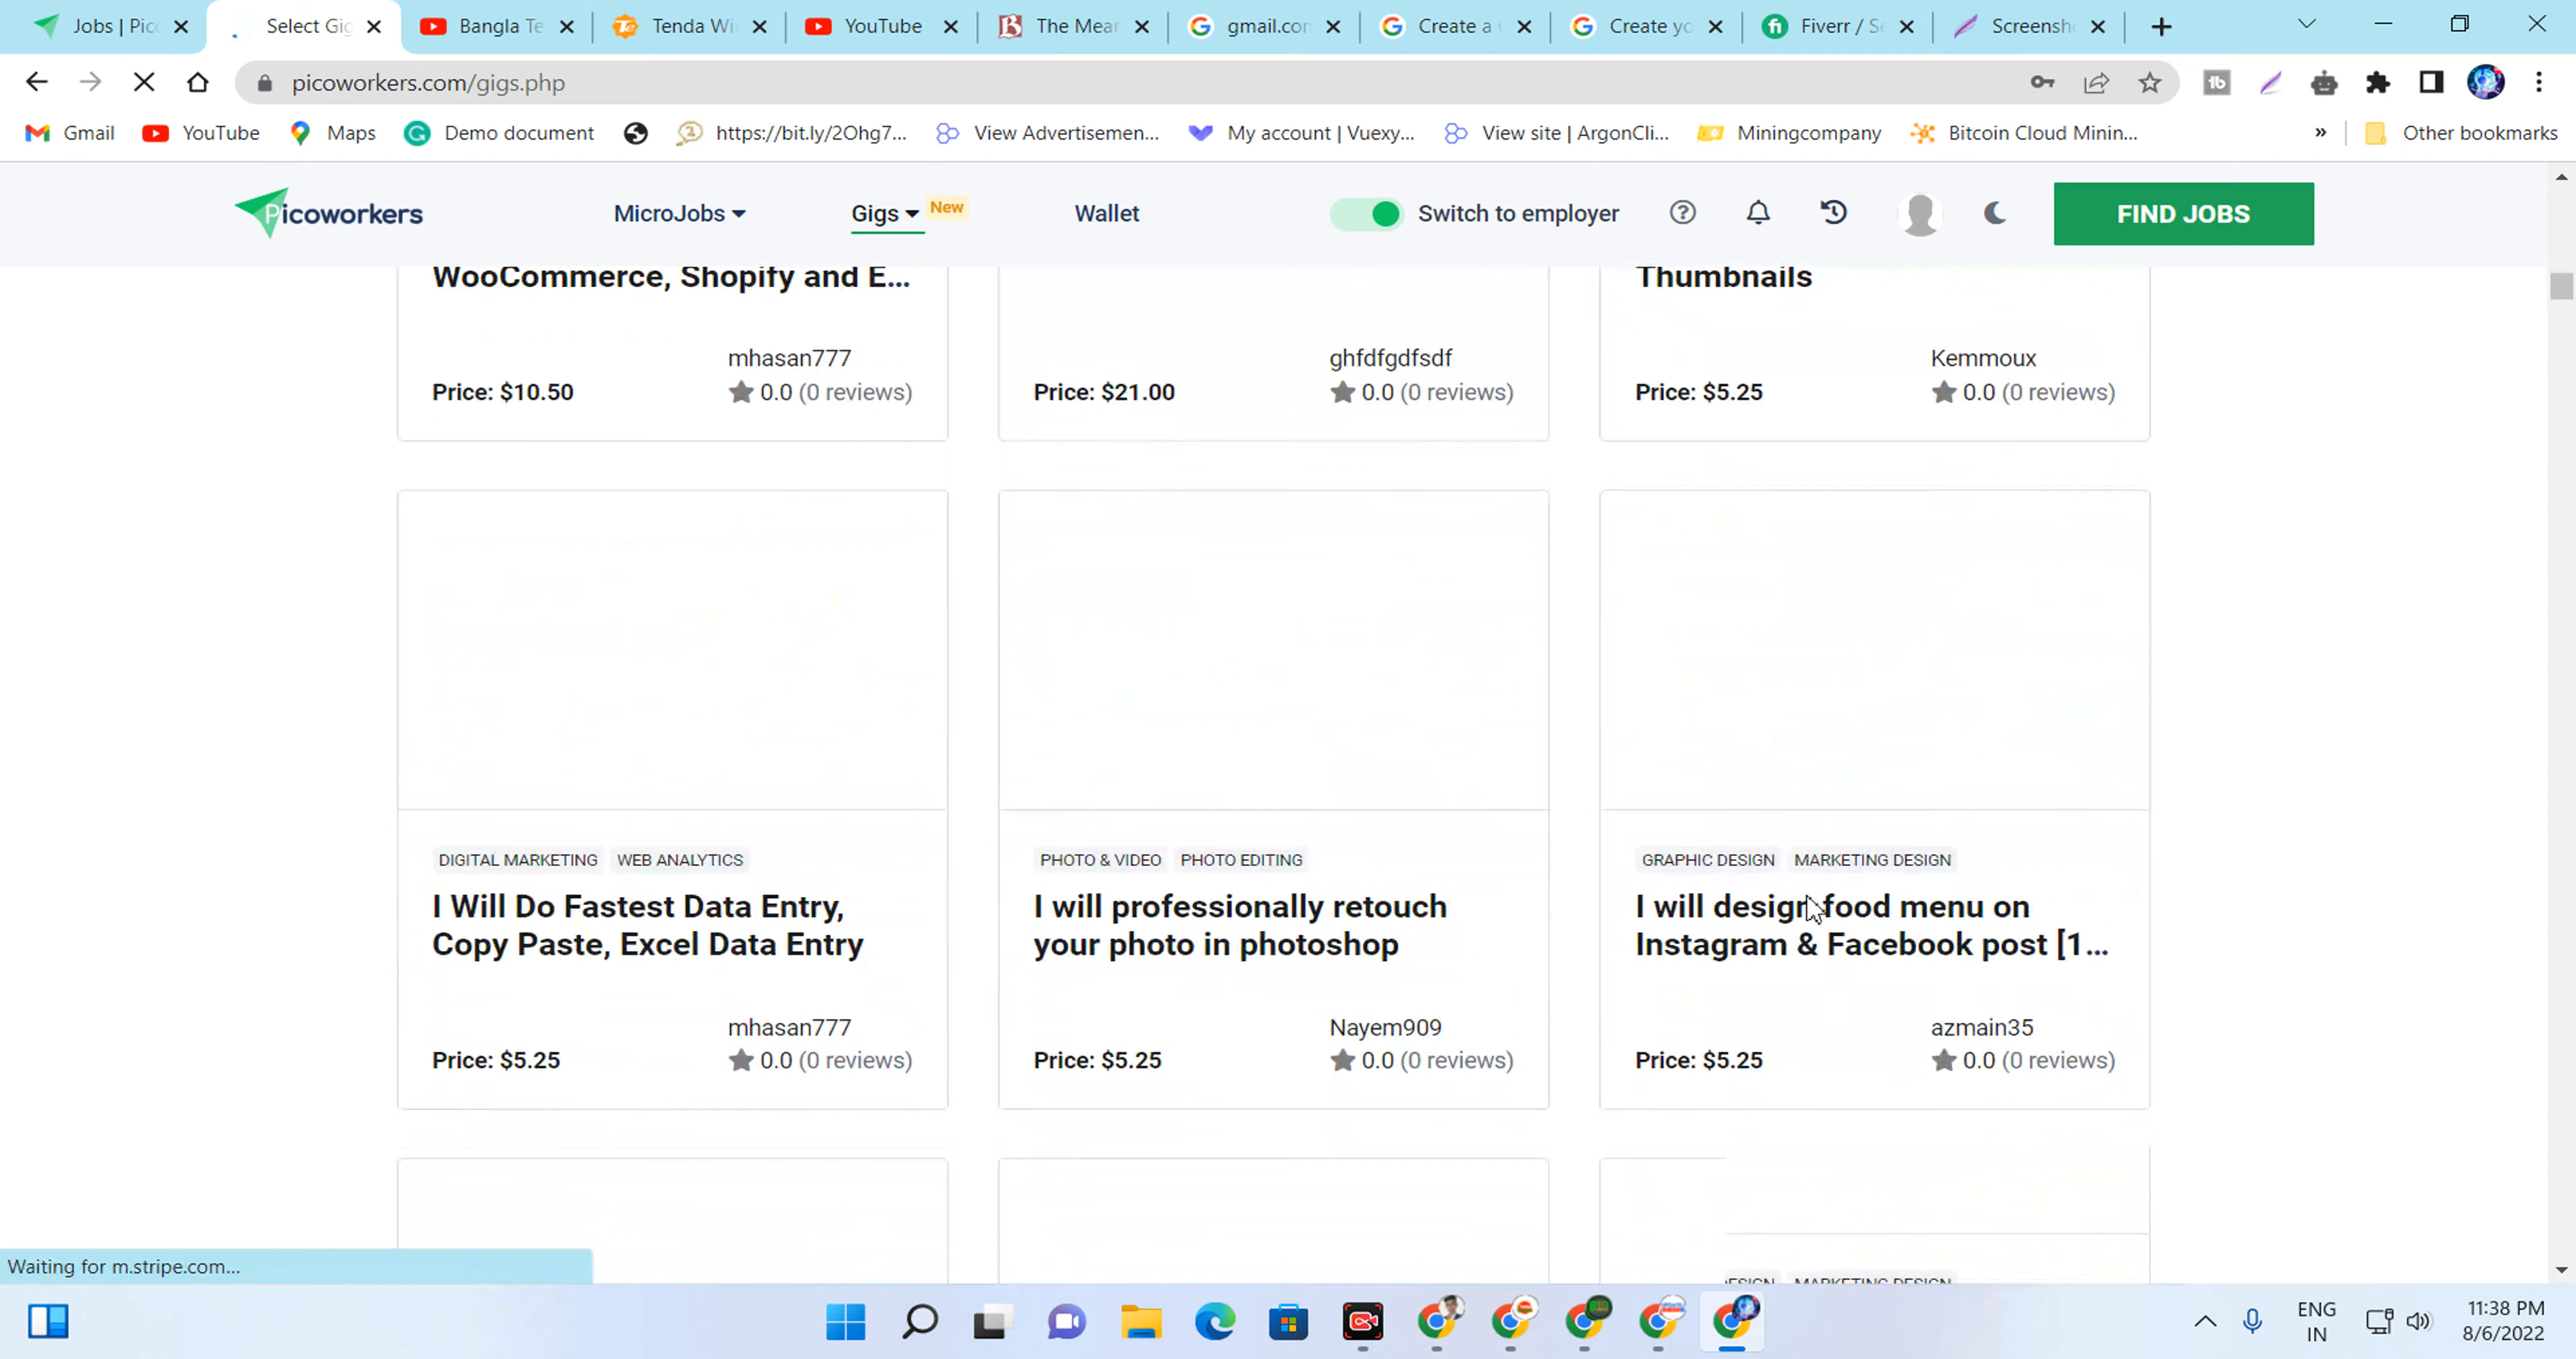 Jobs | Pic
Select Gig
Bangla Te
Tenda Wi
YouTube
The Mear
gmail.con
Create a
Create yo
Fiverr / Se
Screensh
picoworkers.com/gigs.php
Gmail
YouTube
Maps
Demo document
https://bit.ly/2Ohg7...
View Advertisemen...
My account | Vuexy...
View site | ArgonCli...
Miningcompany
Bitcoin Cloud Minin...
»
Other bookmarks
Picoworkers
MicroJobs
Gigs
New
Wallet
Switch to employer
FIND JOBS
WooCommerce, Shopify and E...
mhasan777
Price: $10.50
0.0 (0 reviews)
ghfdfgdfsdf
Price: $21.00
0.0 (0 reviews)
Thumbnails
Kemmoux
Price: $5.25
0.0 (0 reviews)
DIGITAL MARKETING WEB ANALYTICS
I Will Do Fastest Data Entry,
Copy Paste, Excel Data Entry
mhasan777
Price: $5.25
0.0 (0 reviews)
PHOTO & VIDEO PHOTO EDITING
I will professionally retouch
your photo in photoshop
Nayem909
Price: $5.25
0.0 (0 reviews)
GRAPHIC DESIGN MARKETING DESIGN
I will design food menu on
Instagram & Facebook post [1...
azmain35
Price: $5.25
0.0 (0 reviews)
MARKETING DESIGN
Waiting for m.stripe.com...
ENG
IN
11:38 PM
8/6/2022